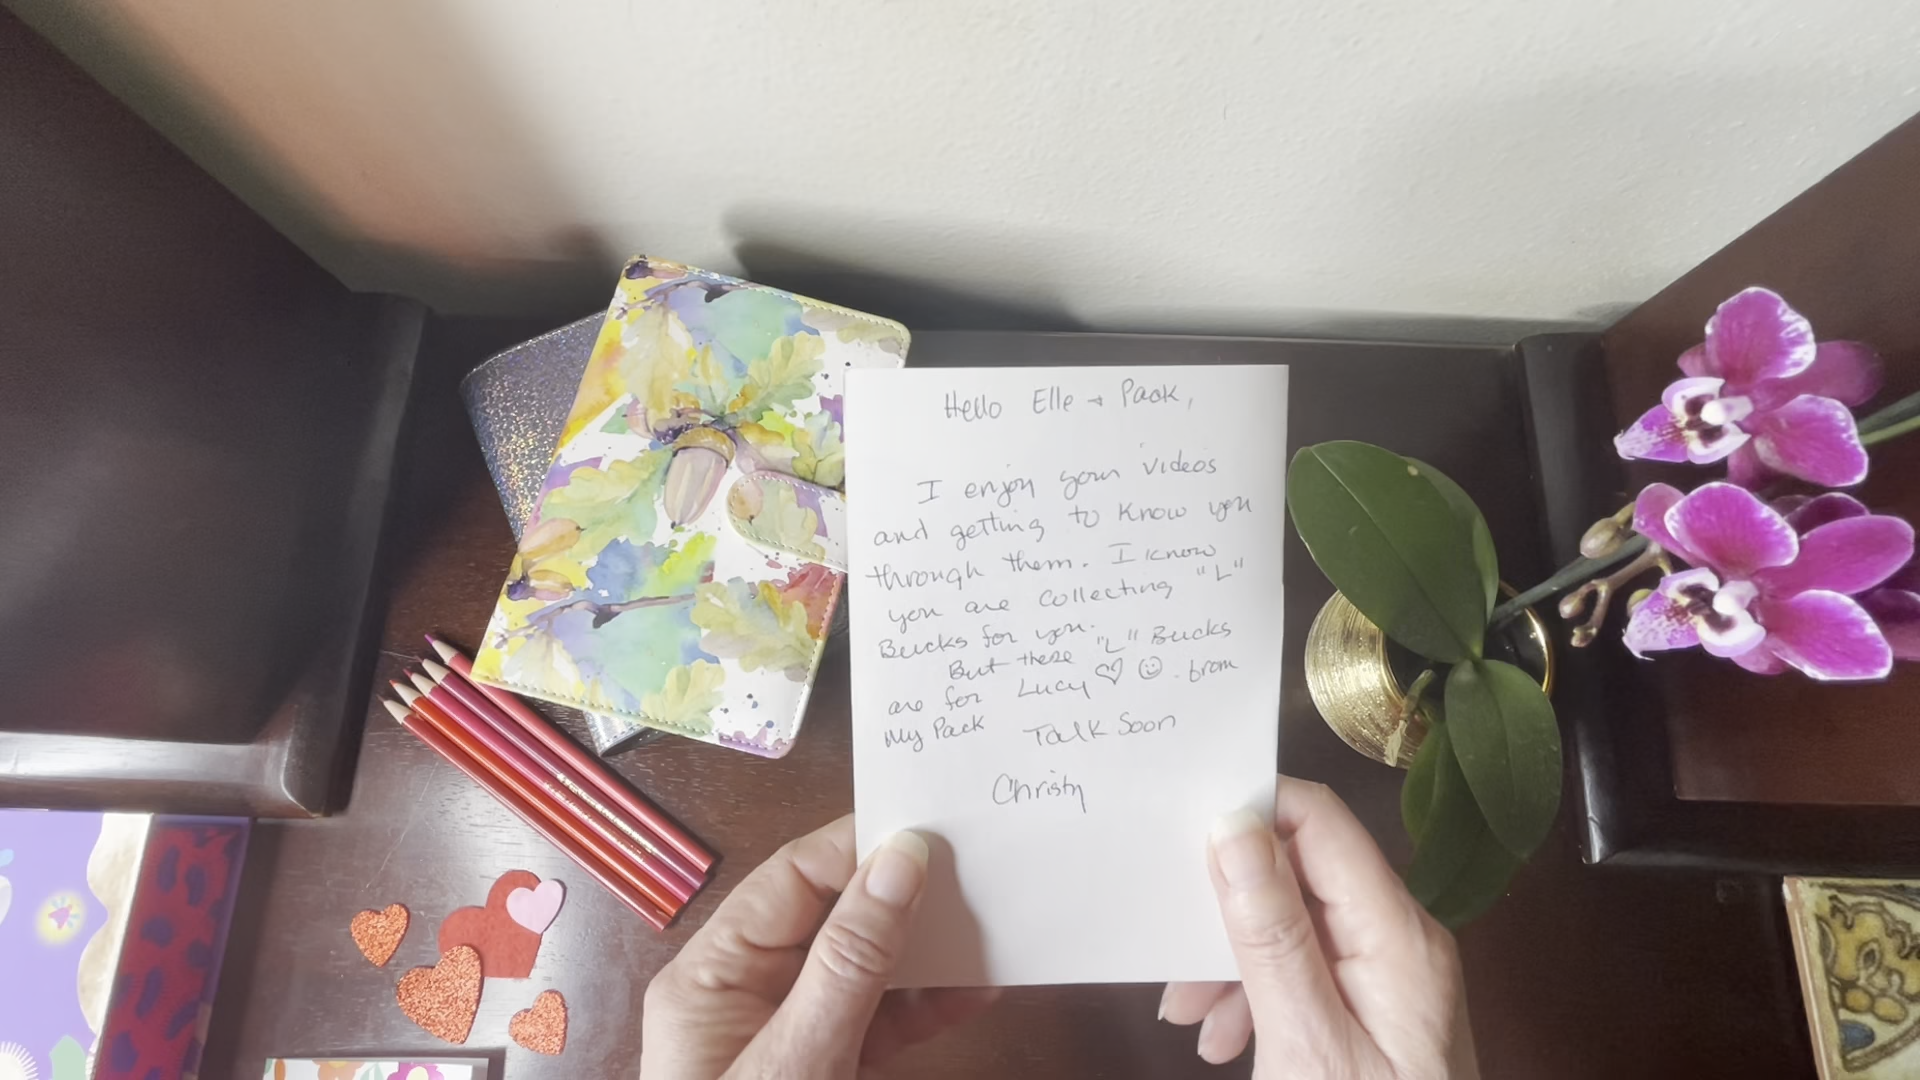 Hello Elle + Pack,
I enjoy your videos
and getting to know you
through them. I know
you are collecting "L"
Bucks for you.
But these "L" Bucks
are for Lucy ♡ ☺. from
My Pack Talk Soon
Christy